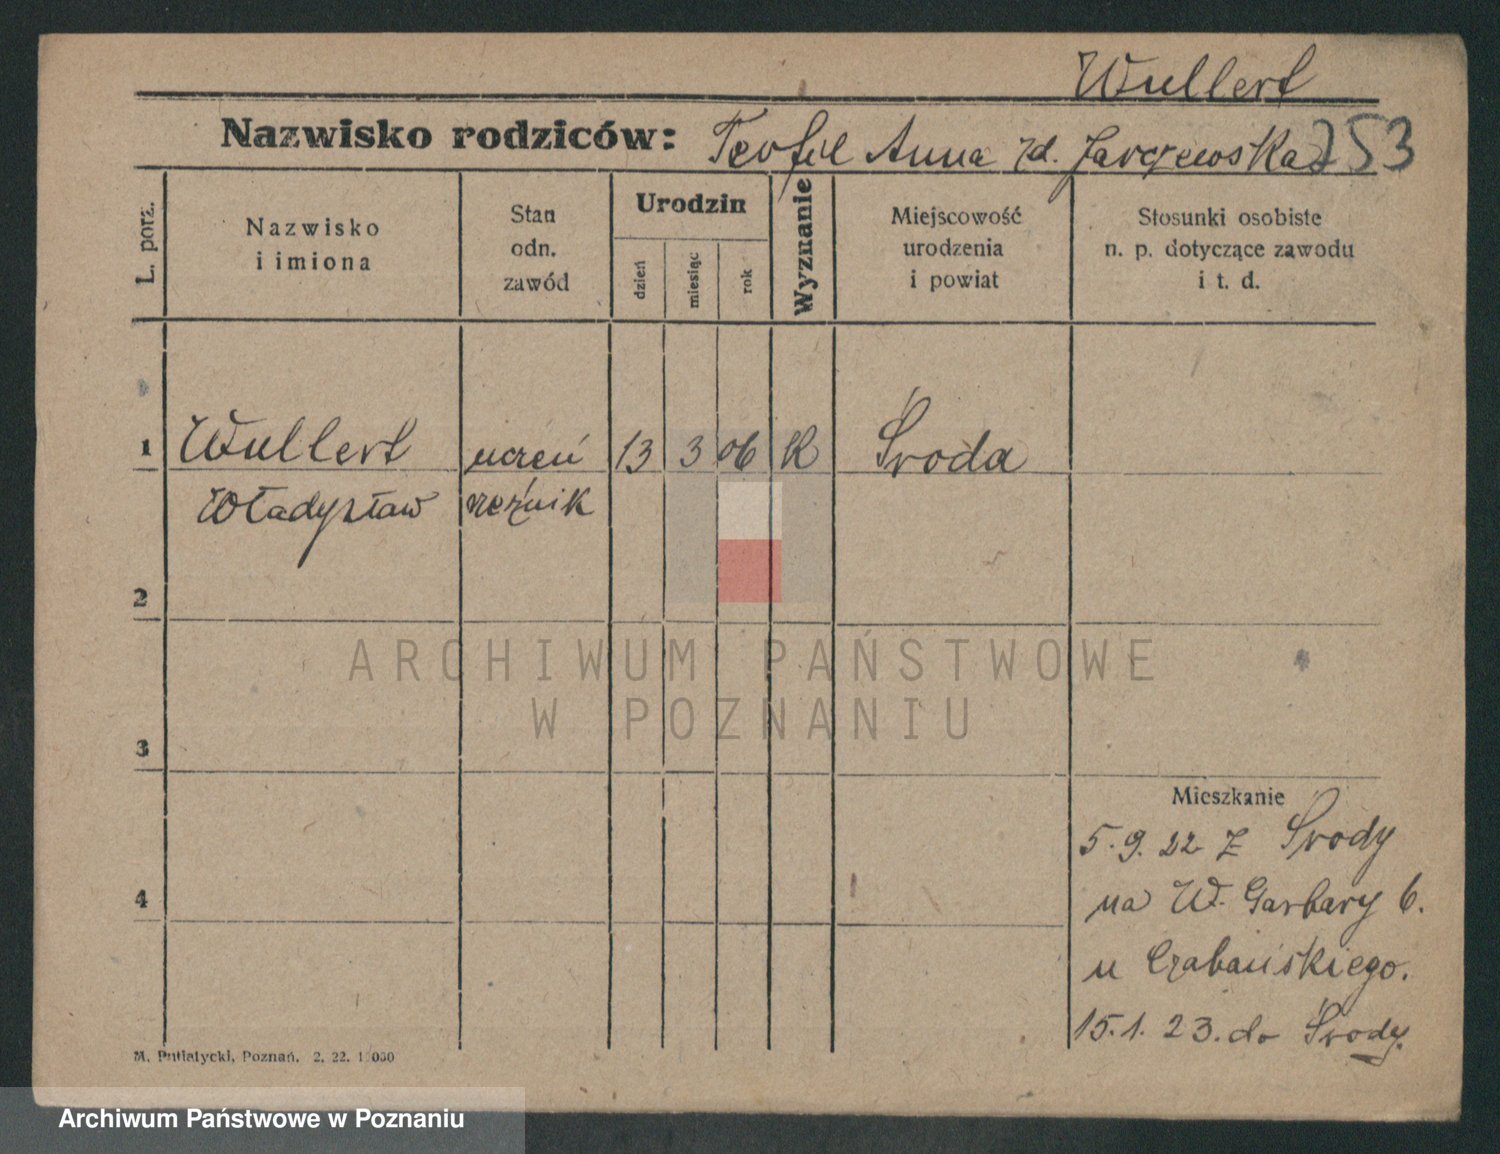 Wullert
Nazwisko rodziców: Teofil Anna zd. Jarczewska 253
L. porz.
Nazwisko
i imiona
Stan
odn.
zawód
Urodzin
dzień
miesiąc
rok
Wyznanie
Miejscowość
urodzenia
i powiat
Stosunki osobiste
n. p. dotyczące zawodu
i t. d.
1 Wullert uczeń 13 3 06 K Środa
Władysław rzeźnik
2
ARCHIWUM PAŃSTWOWE
W POZNANIU
3
Mieszkanie
5.9.22 z Środy
4
na W. Garbary 6.
u Czabańskiego.
15.1.23. do Środy.
M. Putiatycki, Poznań. 2. 22.
Archiwum Państwowe w Poznaniu